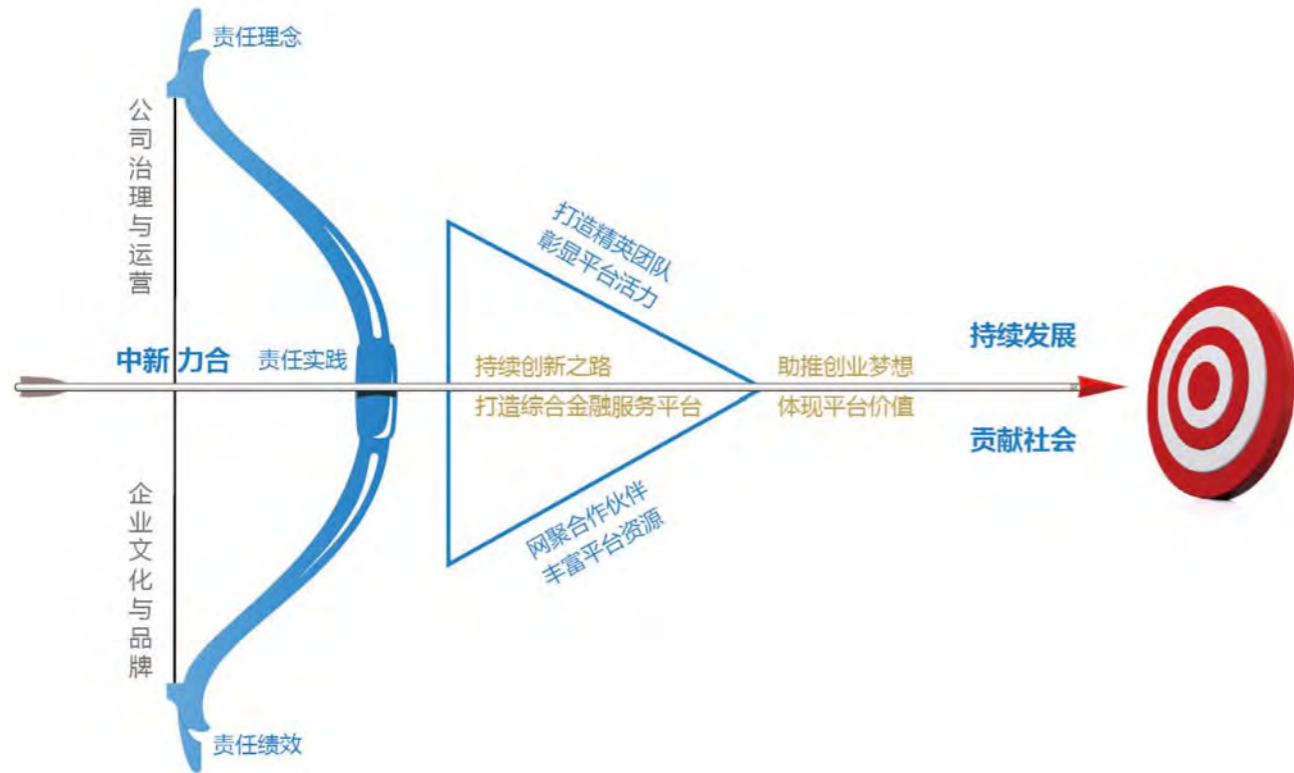 责任理念
公司治理与运营
打造精英团队
彰显平台活力
中新力合
责任实践
持续创新之路
打造综合金融服务平台
助推创业梦想
体现平台价值
持续发展
贡献社会
网聚合作伙伴
丰富平台资源
企业文化与品牌
责任绩效